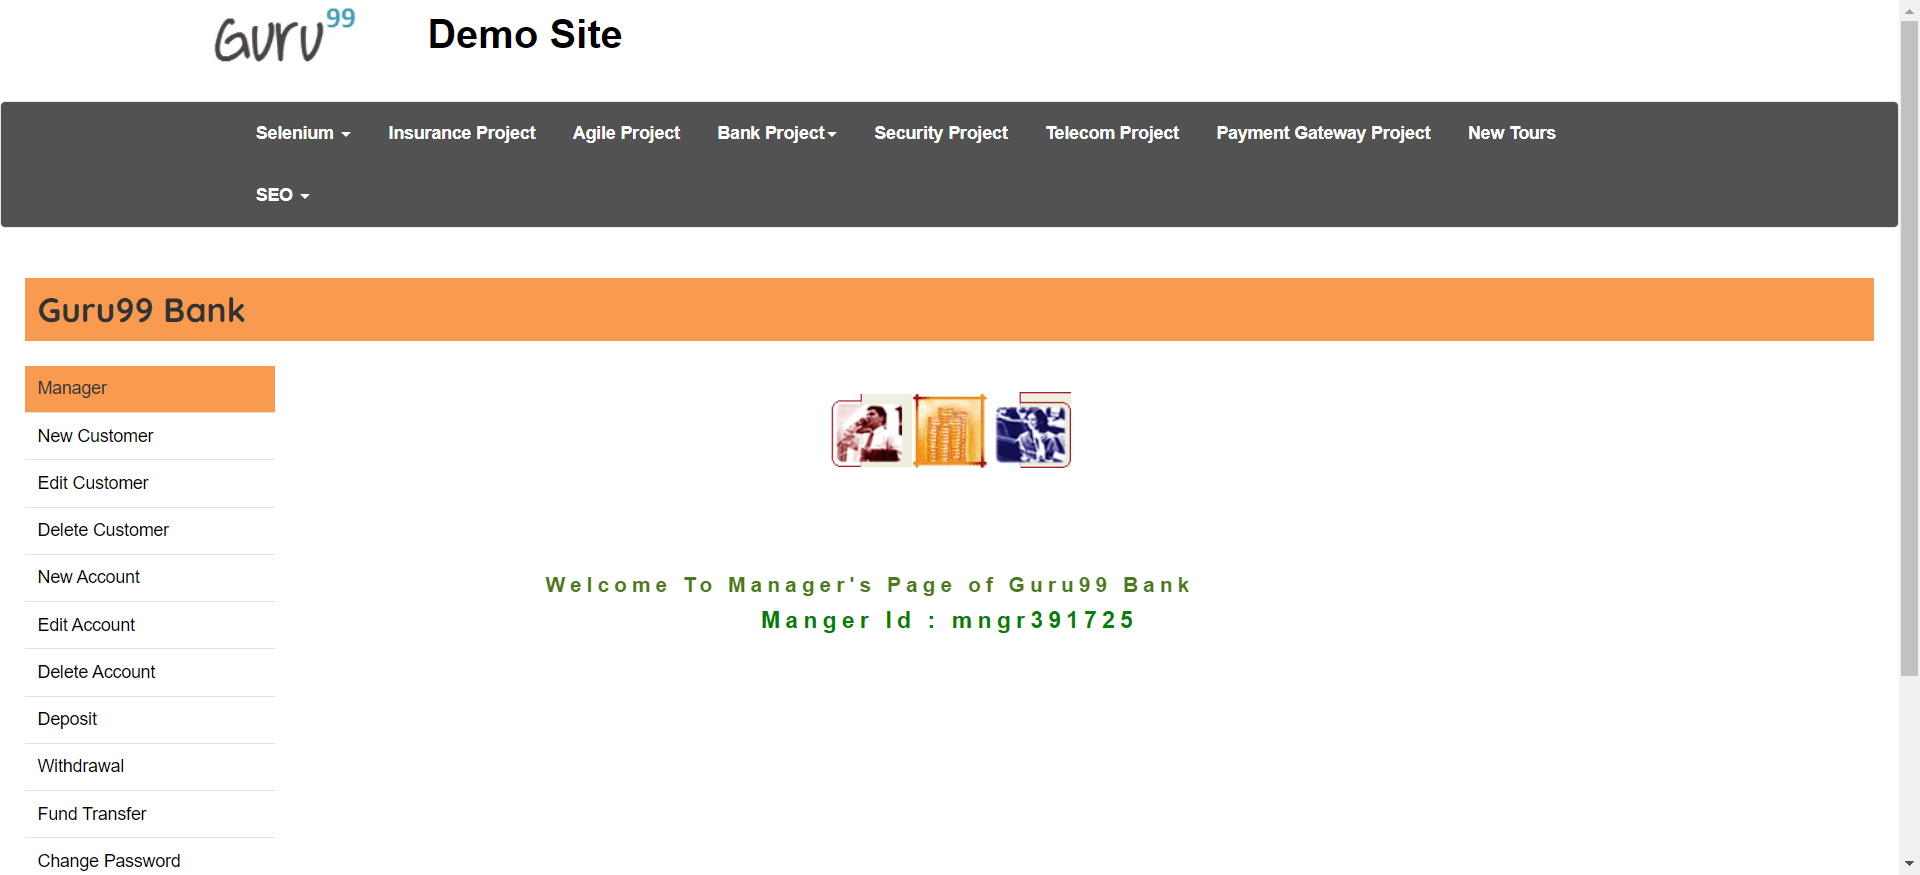 Guru99
Demo Site
Selenium
Insurance Project
Agile Project
Bank Project
Security Project
Telecom Project
Payment Gateway Project
New Tours
SEO
Guru99 Bank
Manager
New Customer
Edit Customer
Delete Customer
New Account
Edit Account
Delete Account
Deposit
Withdrawal
Fund Transfer
Change Password
Welcome To Manager's Page of Guru99 Bank
Manger Id : mngr391725